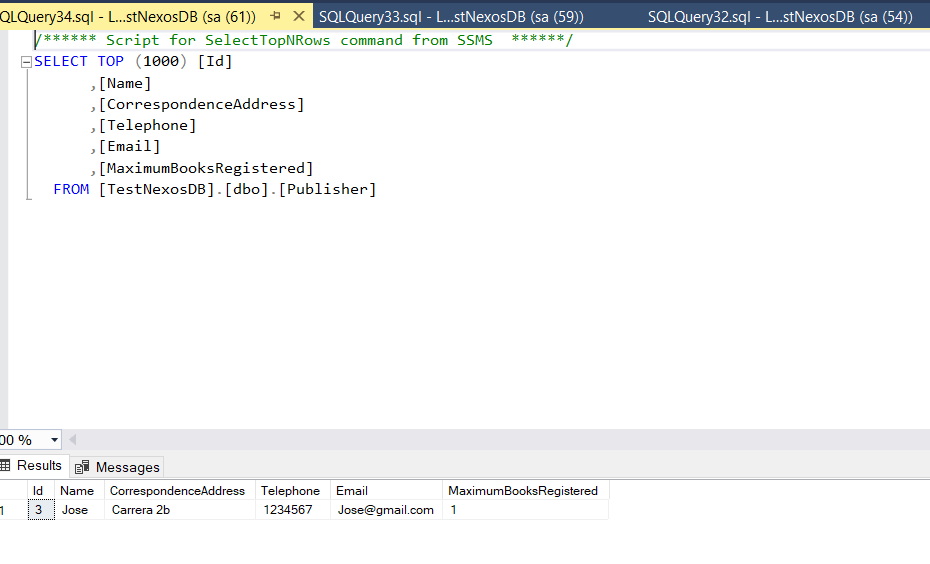 QLQuery34.sql - L...stNexosDB (sa (61)) SQLQuery33.sql - L...stNexosDB (sa (59)) SQLQuery32.sql - L...stNexosDB (sa (54))
/****** Script for SelectTopNRows command from SSMS ******/
SELECT TOP (1000) [Id]
,[Name]
,[CorrespondenceAddress]
,[Telephone]
,[Email]
,[MaximumBooksRegistered]
FROM [TestNexosDB].[dbo].[Publisher]
00 %
Results Messages
Id Name CorrespondenceAddress Telephone Email MaximumBooksRegistered
1 3 Jose Carrera 2b 1234567 Jose@gmail.com 1